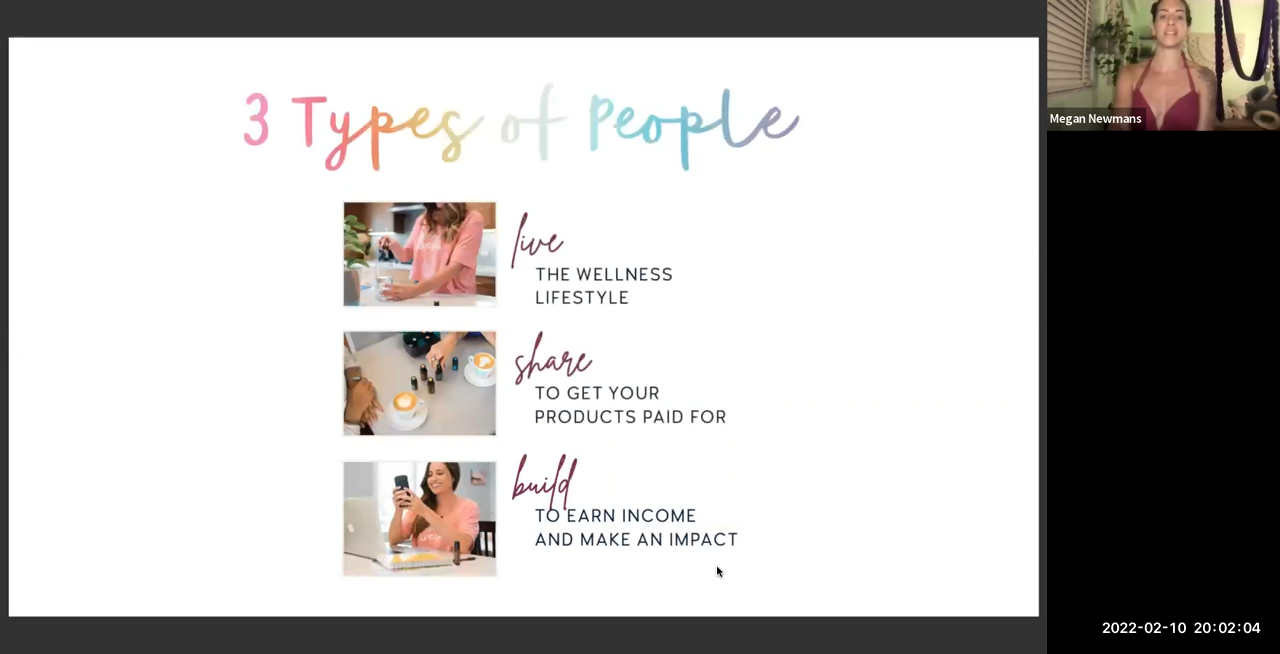 3 Types of People
live
THE WELLNESS
LIFESTYLE
share
TO GET YOUR
PRODUCTS PAID FOR
build
TO EARN INCOME
AND MAKE AN IMPACT
Megan Newmans
2022-02-10 20:02:04